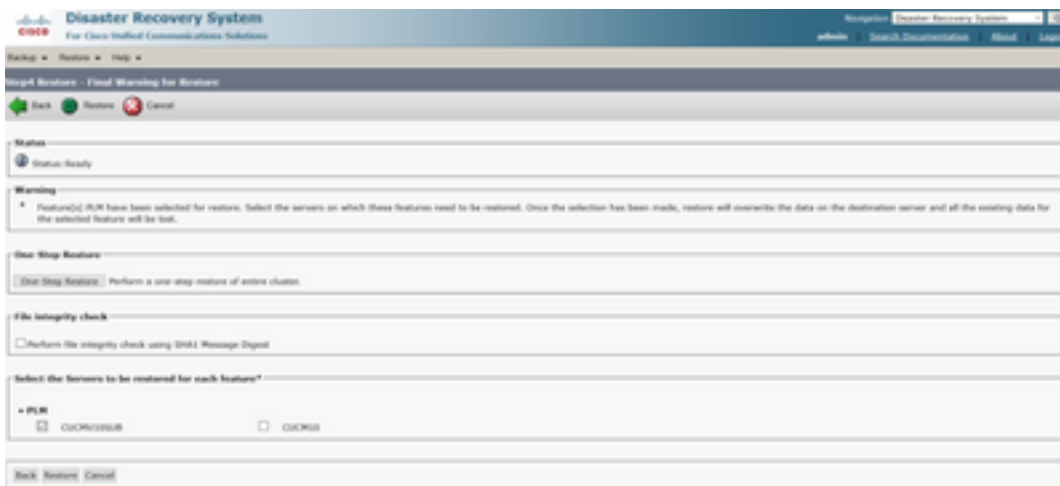 CISCO
Disaster Recovery System
For Cisco Unified Communications Solutions
Navigation Disaster Recovery System
admin | Search Documentation | About |
Backup Restore Help
Step4 Restore - Final Warning for Restore
Back Restore Cancel
Status
Status: Ready
Warning
Feature(s) PLM have been selected for restore. Select the servers on which these features need to be restored. Once the selection has been made, restore will overwrite the data on the destination server and all the existing data for
the selected feature will be lost.
One Step Restore
One Step Restore Perform a one-step restore of entire cluster.
File integrity check
Perform file integrity check using SHA1 Message Digest
Select the Servers to be restored for each feature*
PLM
CUCMV10SUB CUCM10
Back Restore Cancel